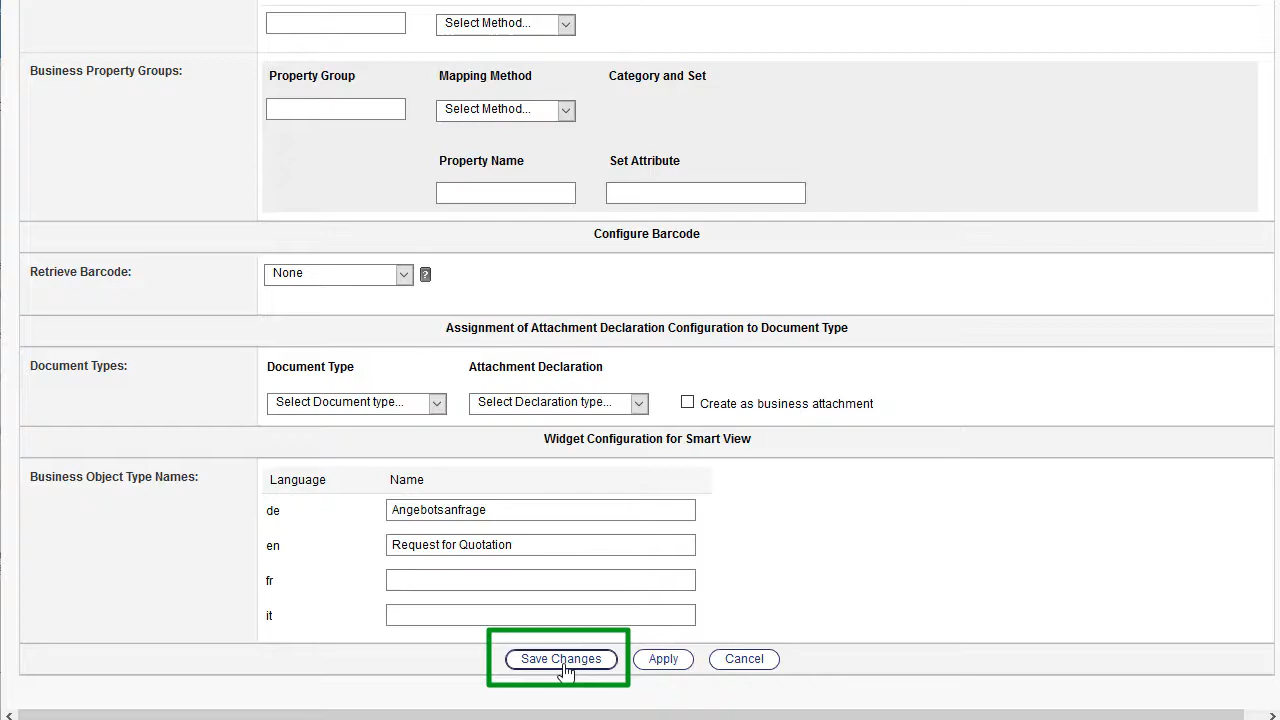 Select Method...
Business Property Groups:
Property Group Mapping Method Category and Set
Select Method...
Property Name Set Attribute
Configure Barcode
Retrieve Barcode: None ?
Assignment of Attachment Declaration Configuration to Document Type
Document Types: Document Type Attachment Declaration
Select Document type... Select Declaration type... Create as business attachment
Widget Configuration for Smart View
Business Object Type Names: Language Name
de Angebotsanfrage
en Request for Quotation
fr
it
Save Changes Apply Cancel